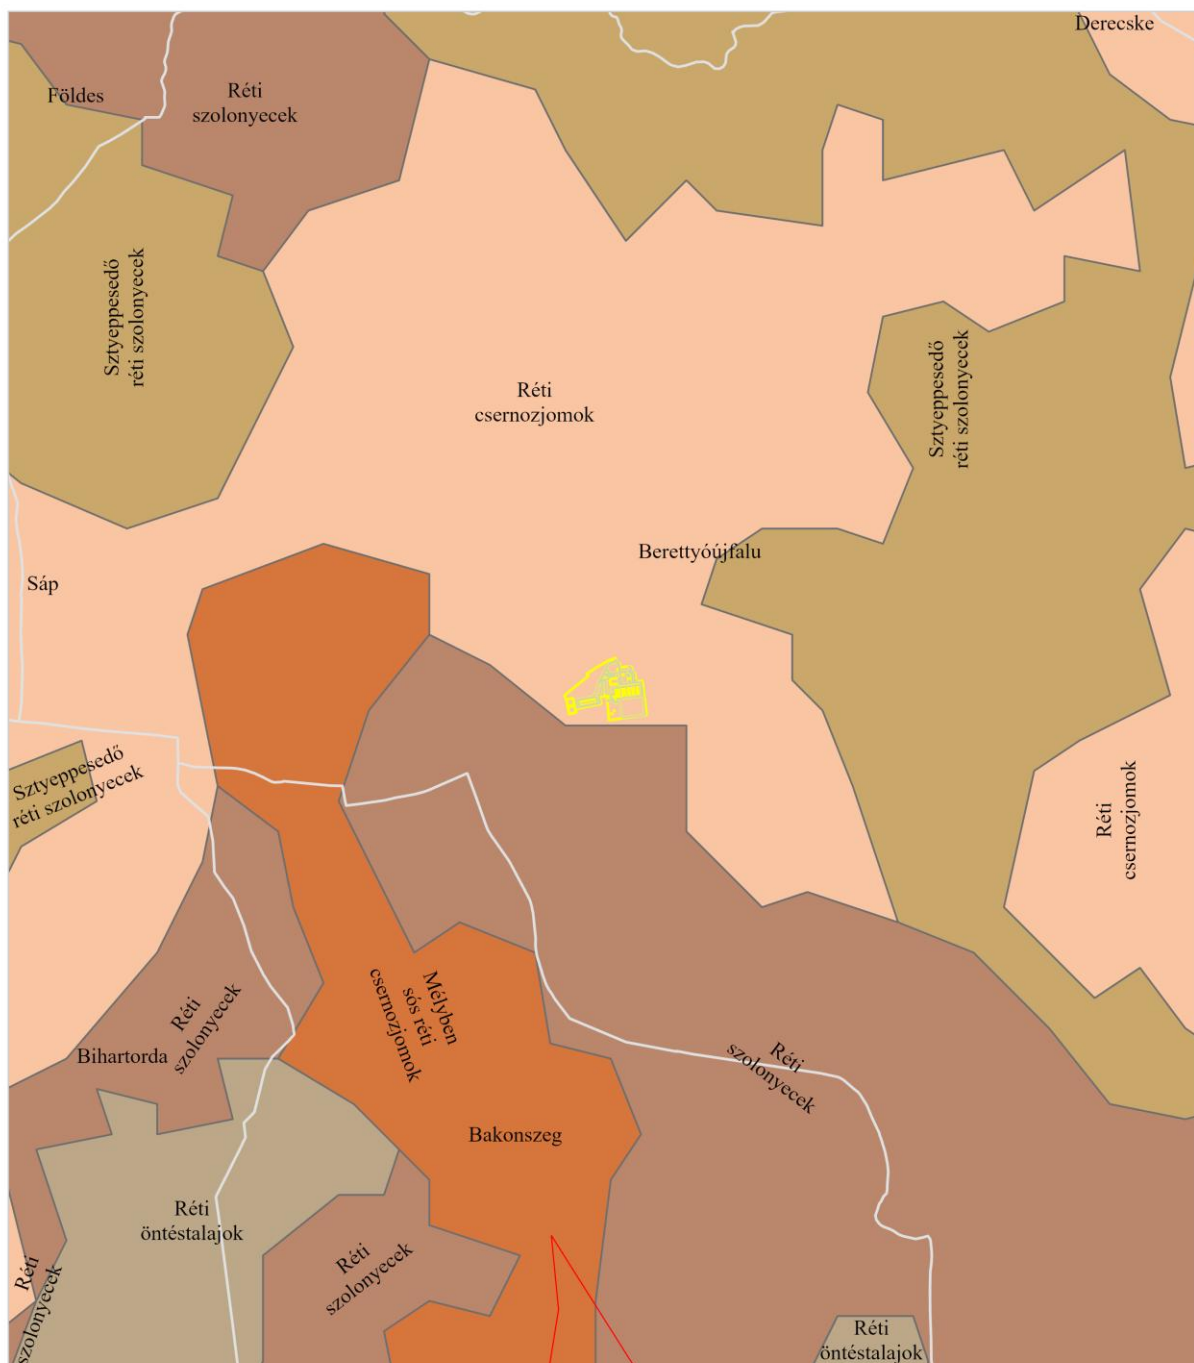 Derecske
Földes
Réti
szolonyecek
Sztyeppesedő
réti szolonyecek
Réti
csernozjomok
Sztyeppesedő
réti szolonyecek
Berettyóújfalu
Sáp
Sztyeppesedő
réti szolonyecek
Réti
csernozjomok
Réti
szolonyecek
Mélyben
sós réti
csernozjomok
Bihartorda
Réti
szolonyecek
Bakonszeg
Réti
öntéstalajok
Réti
szolonyecek
Réti
szolonyecek
Réti
öntéstalajok